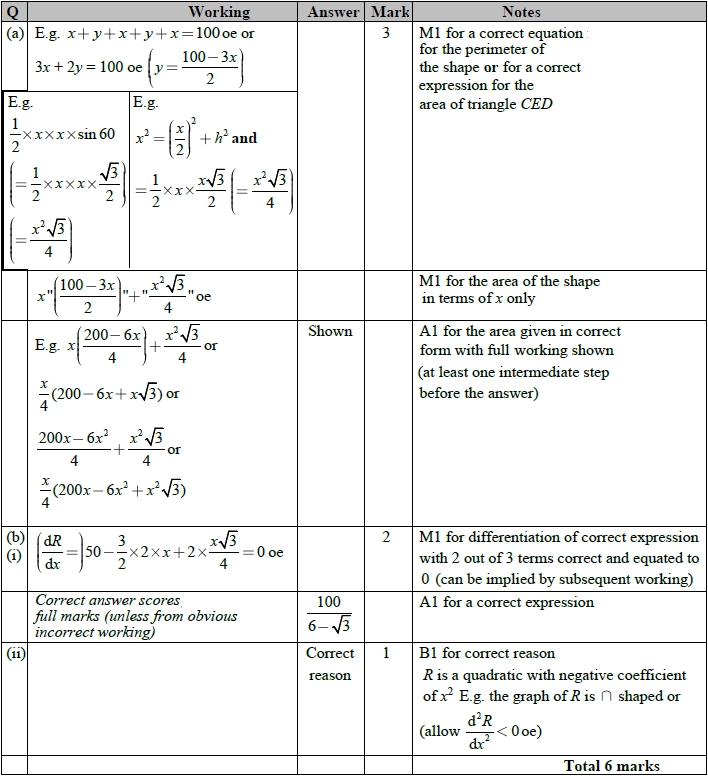 Q Working Answer Mark Notes
(a) E.g. x + y + x + y + x = 100 oe or 3 M1 for a correct equation
3x + 2y = 100 oe (y = (100 − 3x)/2) for the perimeter of
the shape or for a correct
expression for the
area of triangle CED
E.g.
1/2 × x × x × sin 60
(= 1/2 × x × x × √3/2)
(= x²√3/4)
E.g.
x² = (x/2)² + h² and
= 1/2 × x × x√3/2 (= x²√3/4)
x"((100 − 3x)/2)" + "x²√3/4" oe M1 for the area of the shape
in terms of x only
E.g. x((200 − 6x)/4) + x²√3/4 or Shown A1 for the area given in correct
form with full working shown
x/4(200 − 6x + x√3) or (at least one intermediate step
before the answer)
(200x − 6x²)/4 + x²√3/4 or
x/4(200x − 6x² + x²√3)
(b) (dR/dx =) 50 − 3/2 × 2 × x + 2 × x√3/4 = 0 oe 2 M1 for differentiation of correct expression
(i) with 2 out of 3 terms correct and equated to
0 (can be implied by subsequent working)
Correct answer scores 100/(6 − √3) A1 for a correct expression
full marks (unless from obvious
incorrect working)
(ii) Correct 1 B1 for correct reason
reason R is a quadratic with negative coefficient
of x² E.g. the graph of R is ∩ shaped or
(allow d²R/dx² < 0 oe)
Total 6 marks